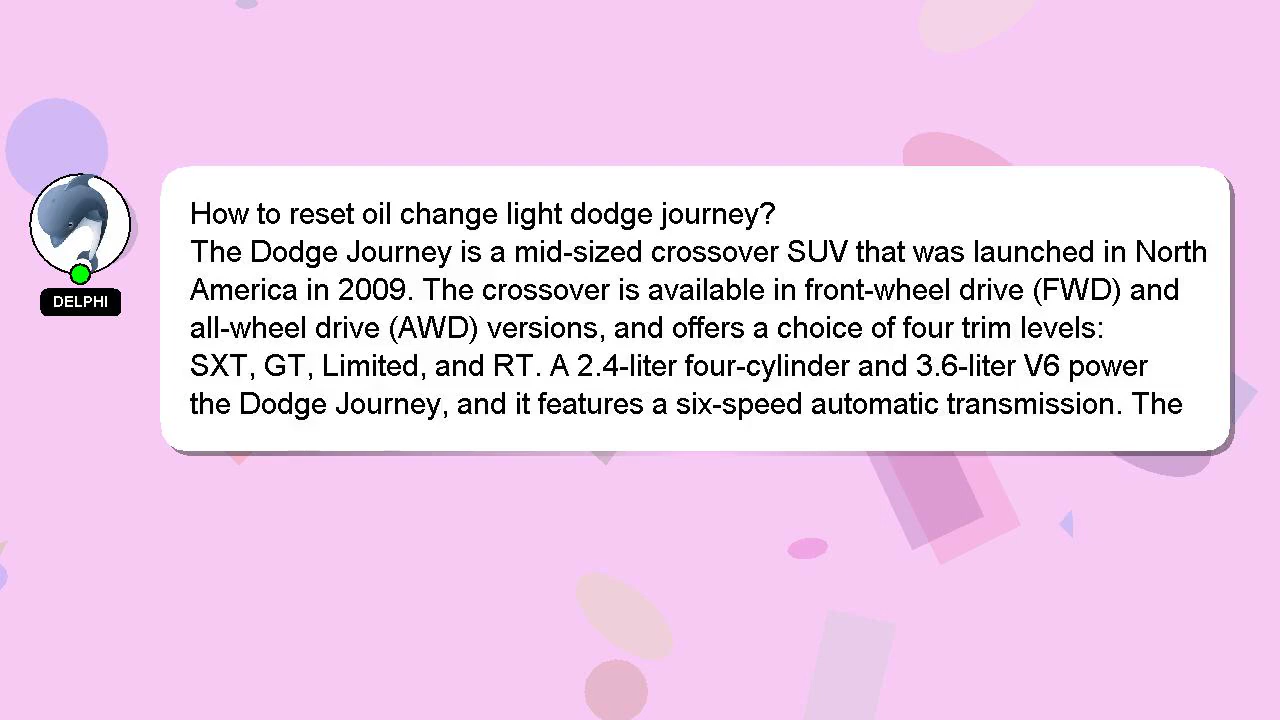 How to reset oil change light dodge journey?
The Dodge Journey is a mid-sized crossover SUV that was launched in North
America in 2009. The crossover is available in front-wheel drive (FWD) and
all-wheel drive (AWD) versions, and offers a choice of four trim levels:
SXT, GT, Limited, and RT. A 2.4-liter four-cylinder and 3.6-liter V6 power
the Dodge Journey, and it features a six-speed automatic transmission. The
DELPHI